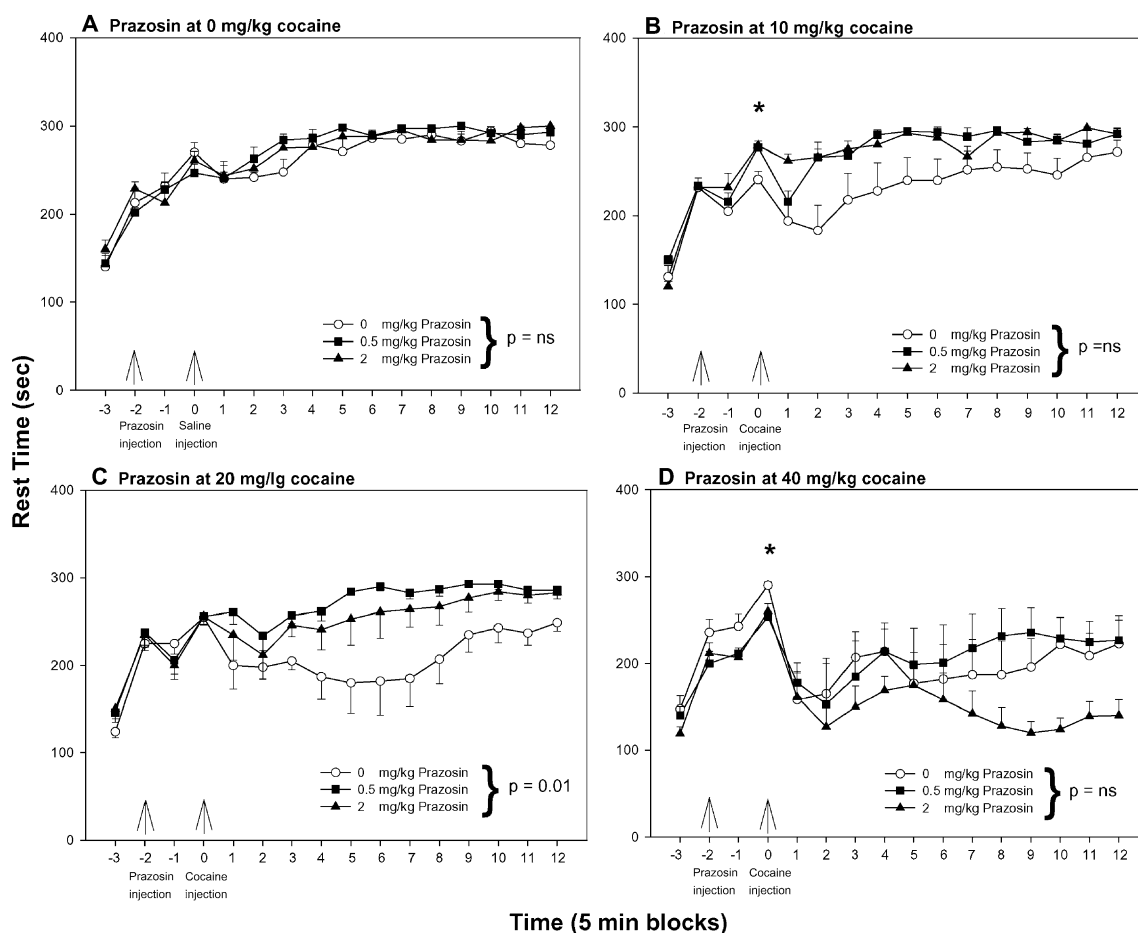 A Prazosin at 0 mg/kg cocaine
400
300
200
100
0
0 mg/kg Prazosin
0.5 mg/kg Prazosin
2 mg/kg Prazosin
} p = ns
-3 -2 -1 0 1 2 3 4 5 6 7 8 9 10 11 12
Prazosin injection
Saline injection
B Prazosin at 10 mg/kg cocaine
400
300
200
100
0
*
0 mg/kg Prazosin
0.5 mg/kg Prazosin
2 mg/kg Prazosin
} p =ns
-3 -2 -1 0 1 2 3 4 5 6 7 8 9 10 11 12
Prazosin injection
Cocaine injection
Rest Time (sec)
C Prazosin at 20 mg/lg cocaine
400
300
200
100
0
0 mg/kg Prazosin
0.5 mg/kg Prazosin
2 mg/kg Prazosin
} p = 0.01
-3 -2 -1 0 1 2 3 4 5 6 7 8 9 10 11 12
Prazosin injection
Cocaine injection
D Prazosin at 40 mg/kg cocaine
400
300
200
100
0
*
0 mg/kg Prazosin
0.5 mg/kg Prazosin
2 mg/kg Prazosin
} p = ns
-3 -2 -1 0 1 2 3 4 5 6 7 8 9 10 11 12
Prazosin injection
Cocaine injection
Time (5 min blocks)